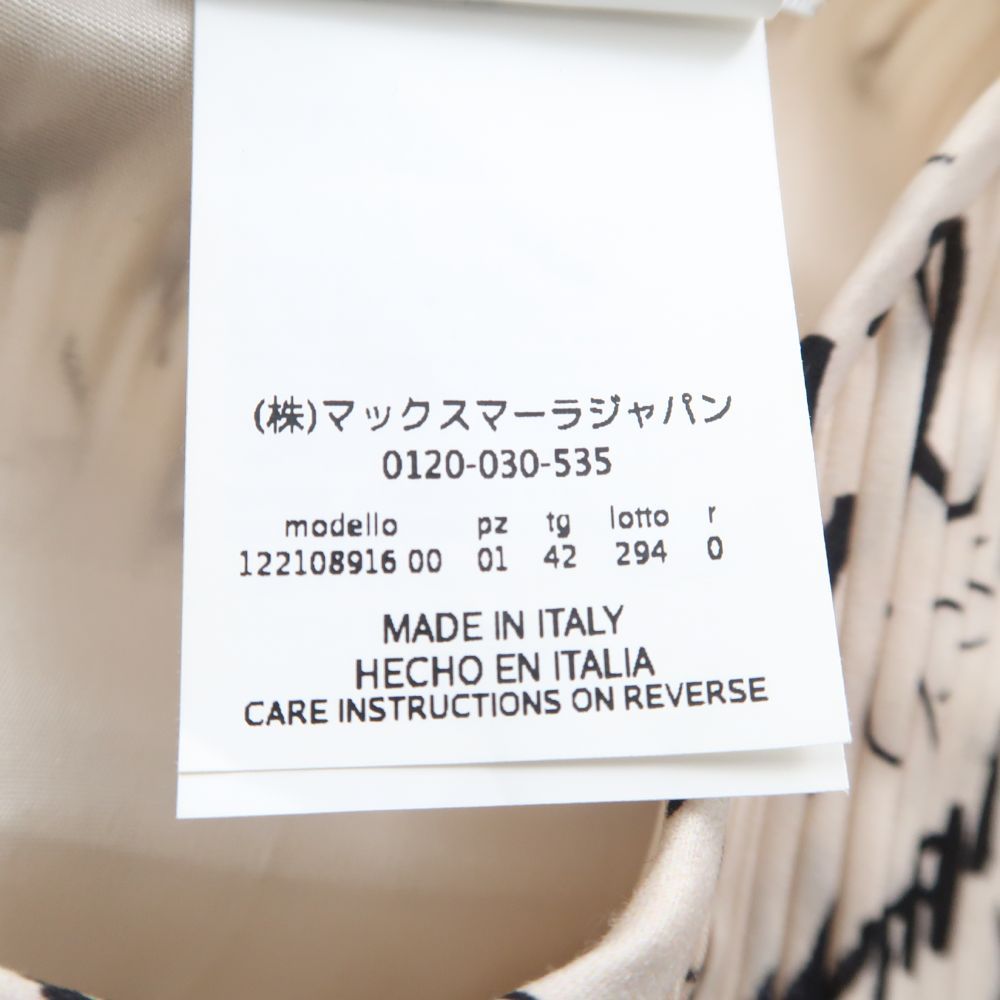 (株)マックスマーラジャパン
0120-030-535
modello pz tg lotto r
122108916 00 01 42 294 0
MADE IN ITALY
HECHO EN ITALIA
CARE INSTRUCTIONS ON REVERSE